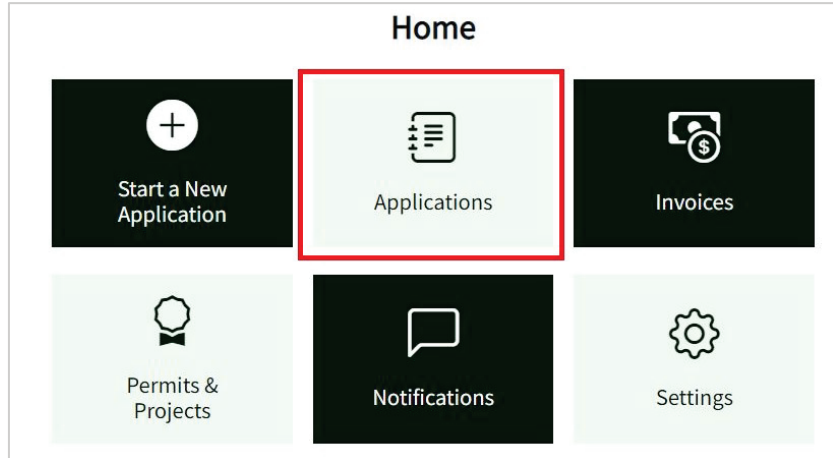 Home
Start a New
Application
Applications
Invoices
Permits &
Projects
Notifications
Settings